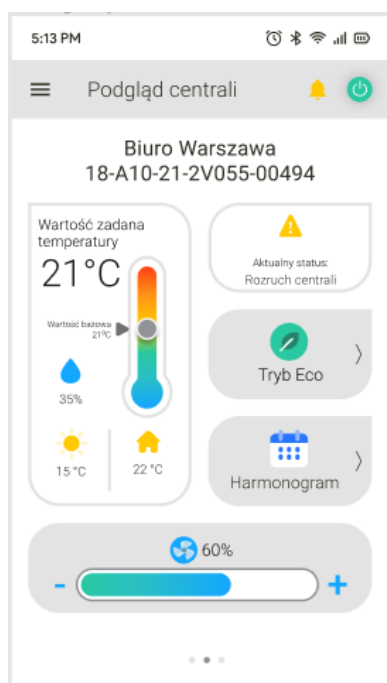 5:13 PM
Podgląd centrali
Biuro Warszawa
18-A10-21-2V055-00494
Wartość zadana
temperatury
21°C
Wartość bazowa
21°C
35%
15 °C
22 °C
Aktualny status:
Rozruch centrali
Tryb Eco
Harmonogram
60%
- +